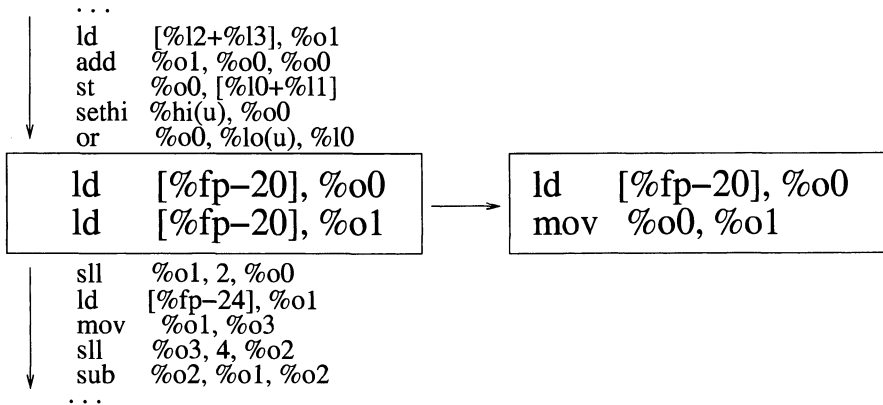 ...
ld [%l2+%l3], %o1
add %o1, %o0, %o0
st %o0, [%l0+%l1]
sethi %hi(u), %o0
or %o0, %lo(u), %l0
ld [%fp−20], %o0
ld [%fp−20], %o1
ld [%fp−20], %o0
mov %o0, %o1
sll %o1, 2, %o0
ld [%fp−24], %o1
mov %o1, %o3
sll %o3, 4, %o2
sub %o2, %o1, %o2
...